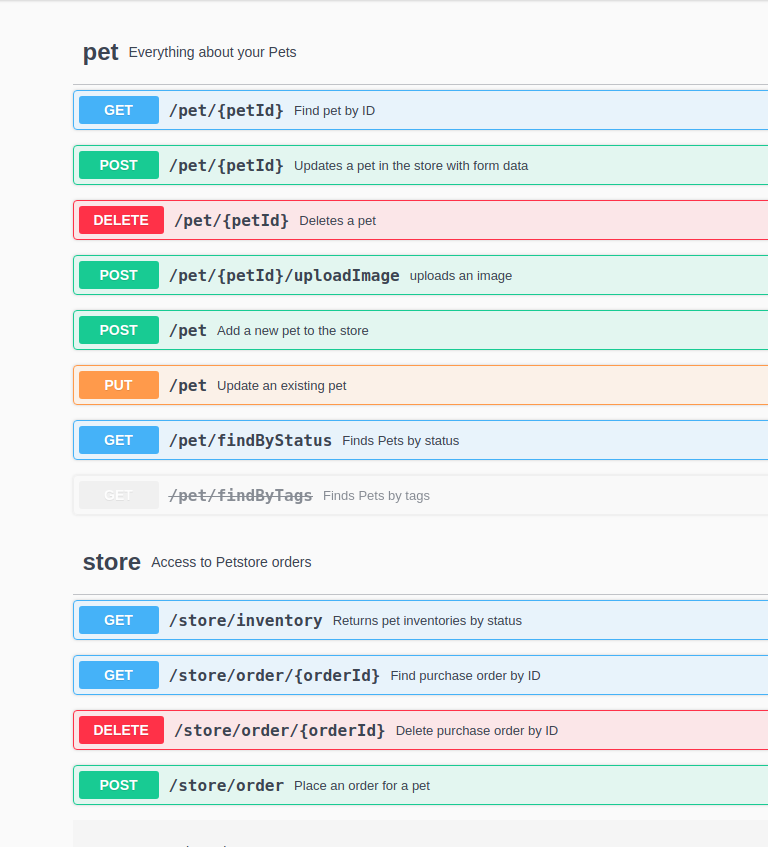 pet Everything about your Pets
GET /pet/{petId} Find pet by ID
POST /pet/{petId} Updates a pet in the store with form data
DELETE /pet/{petId} Deletes a pet
POST /pet/{petId}/uploadImage uploads an image
POST /pet Add a new pet to the store
PUT /pet Update an existing pet
GET /pet/findByStatus Finds Pets by status
GET /pet/findByTags Finds Pets by tags
store Access to Petstore orders
GET /store/inventory Returns pet inventories by status
GET /store/order/{orderId} Find purchase order by ID
DELETE /store/order/{orderId} Delete purchase order by ID
POST /store/order Place an order for a pet